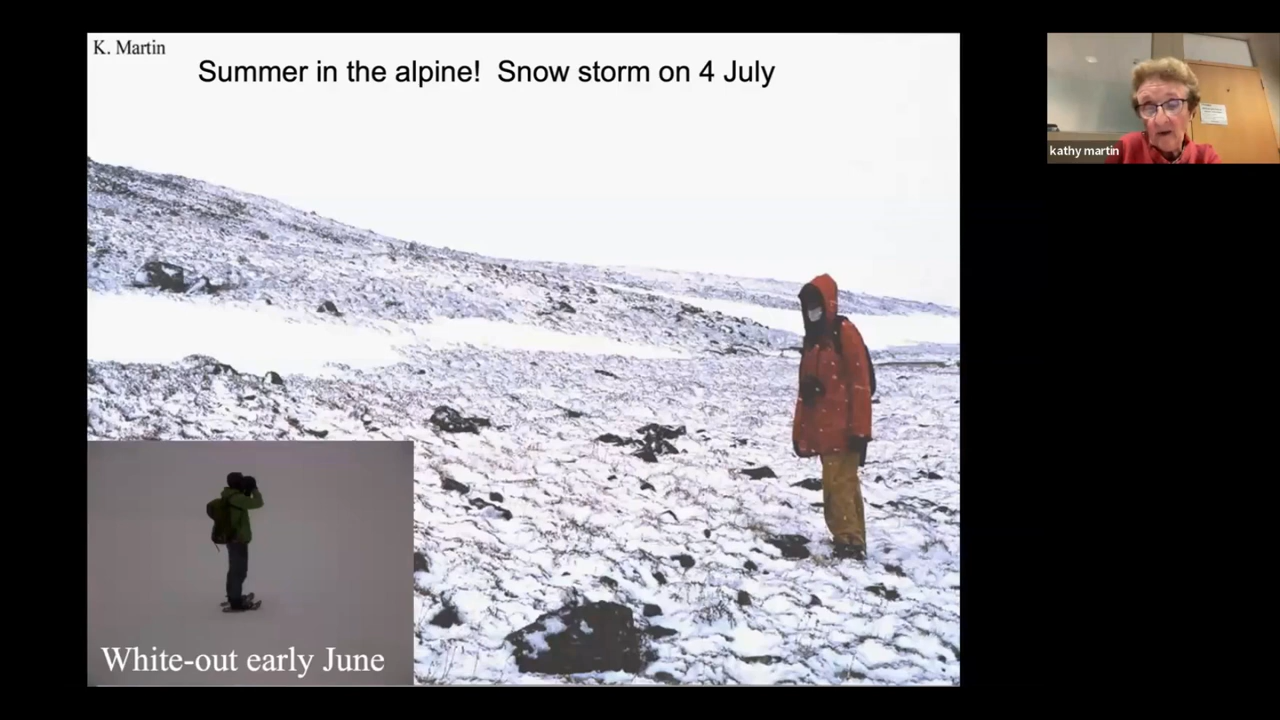 K. Martin
Summer in the alpine!  Snow storm on 4 July
kathy martin
White-out early June